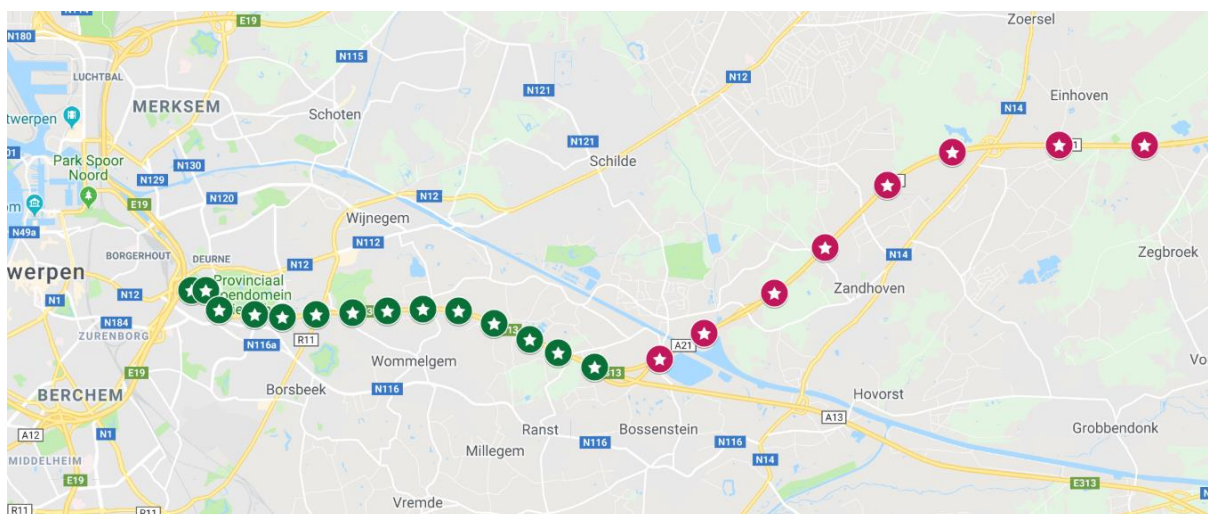 E19
Zoersel
N180
N115
LUCHTBAL
N12
N121
MERKSEM
Einhoven
N14
twerpen
Schoten
N121
Park Spoor
Noord
N130
Schilde
N129
E19
N120
N12
om
N49a
Wijnegem
BORGERHOUT
DEURNE
N112
N14
Zegbroek
werpen
N12
N12
Provinciaal
N1
Zandhoven
N184
ZURENBORG
N116a
R11
A21
Wommelgem
E19
Borsbeek
N116
BERCHEM
Hovorst
A13
N1
A12
Ranst
Bossenstein
Grobbendonk
N116
N116
Millegem
MIDDELHEIM
N14
E19
E313
Vremde
R11
R11